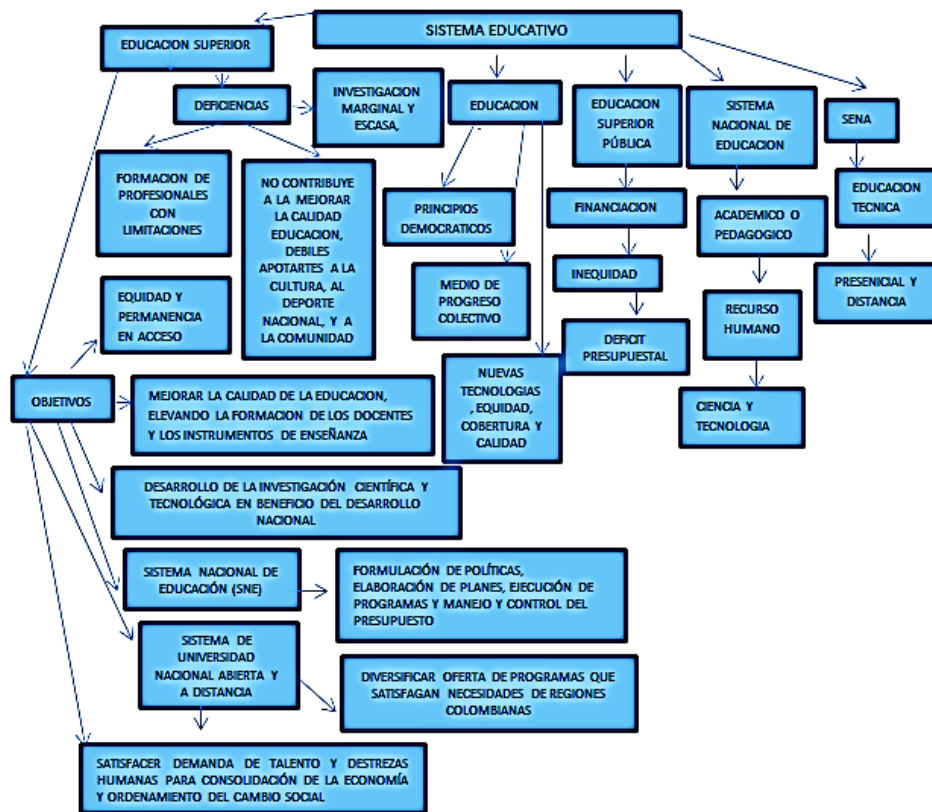 SISTEMA EDUCATIVO
EDUCACION SUPERIOR
DEFICIENCIAS
INVESTIGACION
MARGINAL Y
ESCASA,
EDUCACION
EDUCACION
SUPERIOR
PÚBLICA
SISTEMA
NACIONAL DE
EDUCACION
SENA
FORMACION DE
PROFESIONALES
CON
LIMITACIONES
NO CONTRIBUYE
A LA MEJORAR
LA CALIDAD
EDUCACION,
DEBILES
APOTARTES A LA
CULTURA, AL
DEPORTE
NACIONAL, Y A
LA COMUNIDAD
PRINCIPIOS
DEMOCRATICOS
FINANCIACION
ACADEMICO O
PEDAGOGICO
EDUCACION
TECNICA
EQUIDAD Y
PERMANENCIA
EN ACCESO
MEDIO DE
PROGRESO
COLECTIVO
INEQUIDAD
RECURSO
HUMANO
PRESENICIAL Y
DISTANCIA
DEFICIT
PRESUPUESTAL
OBJETIVOS
MEJORAR LA CALIDAD DE LA EDUCACION,
ELEVANDO LA FORMACION DE LOS DOCENTES
Y LOS INSTRUMENTOS DE ENSEÑANZA
NUEVAS
TECNOLOGIAS
, EQUIDAD,
COBERTURA Y
CALIDAD
CIENCIA Y
TECNOLOGIA
DESARROLLO DE LA INVESTIGACIÓN CIENTÍFICA Y
TECNOLÓGICA EN BENEFICIO DEL DESARROLLO
NACIONAL
SISTEMA NACIONAL DE
EDUCACIÓN (SNE)
FORMULACIÓN DE POLÍTICAS,
ELABORACIÓN DE PLANES, EJECUCIÓN DE
PROGRAMAS Y MANEJO Y CONTROL DEL
PRESUPUESTO
SISTEMA DE
UNIVERSIDAD
NACIONAL ABIERTA Y
A DISTANCIA
DIVERSIFICAR OFERTA DE PROGRAMAS QUE
SATISFAGAN NECESIDADES DE REGIONES
COLOMBIANAS
SATISFACER DEMANDA DE TALENTO Y DESTREZAS
HUMANAS PARA CONSOLIDACIÓN DE LA ECONOMÍA
Y ORDENAMIENTO DEL CAMBIO SOCIAL